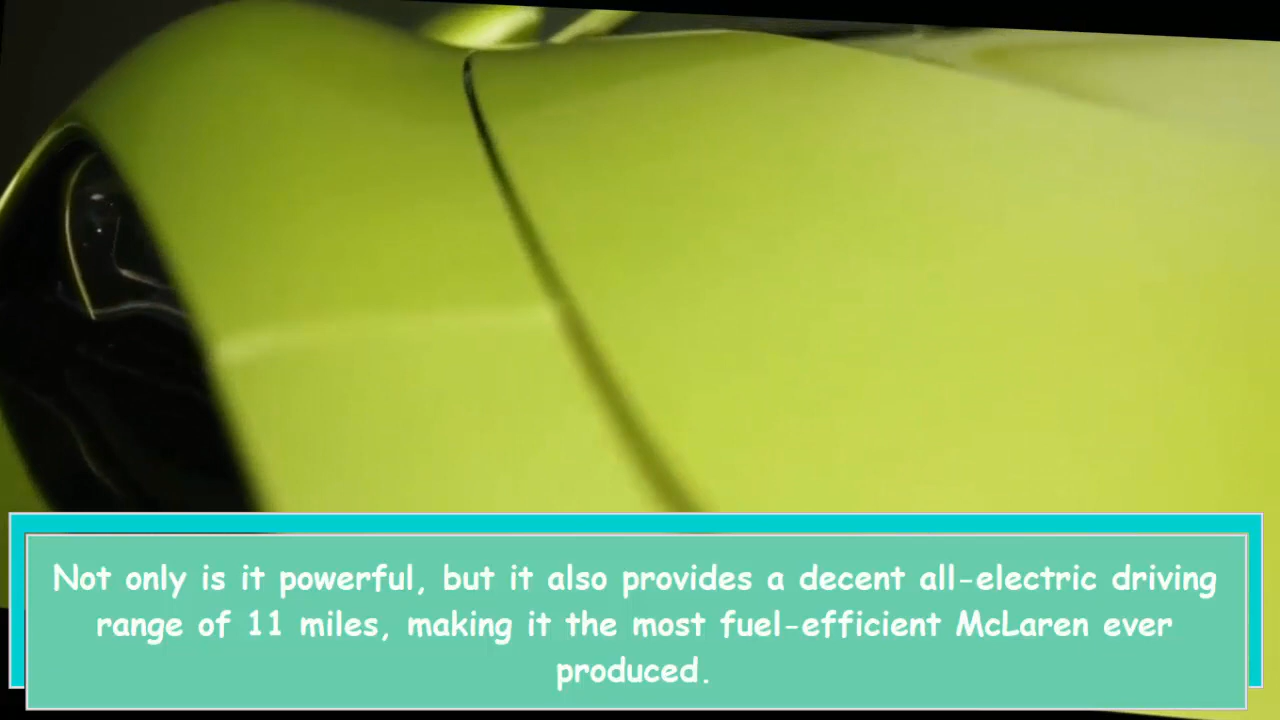 Not only is it powerful, but it also provides a decent all-electric driving
range of 11 miles, making it the most fuel-efficient McLaren ever
produced.